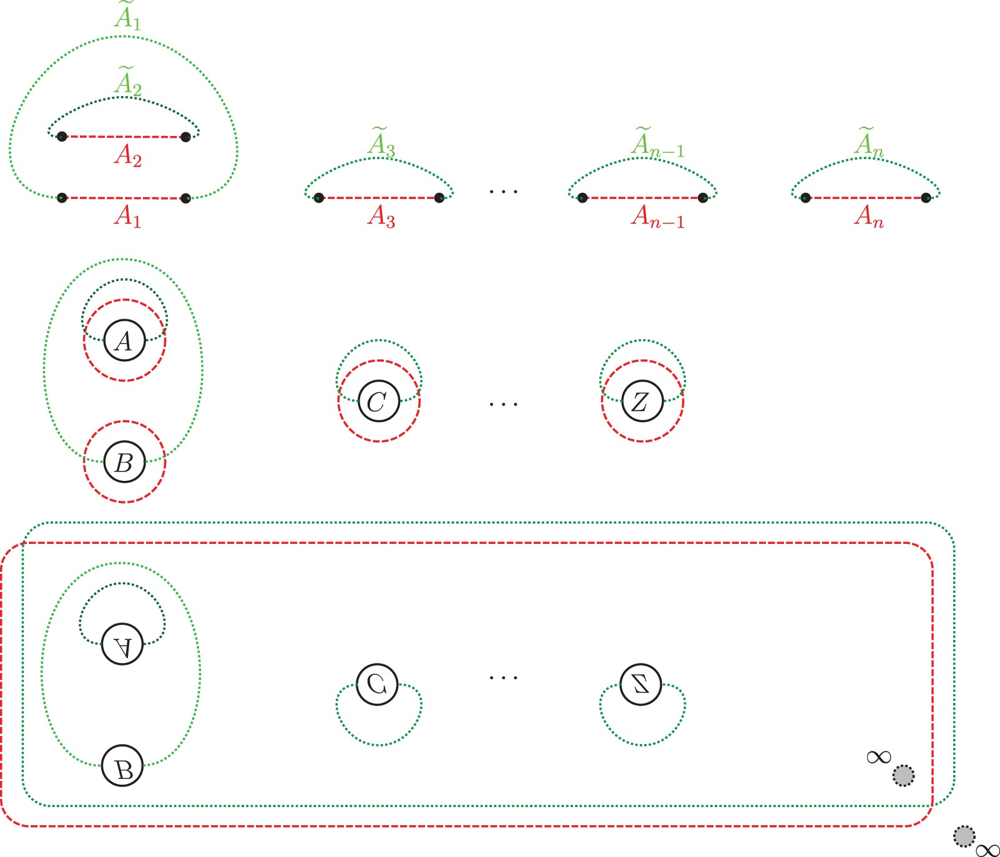 Ã₁
Ã₂
A₂
Ã₃ Ãₙ₋₁ Ãₙ
. . .
A₁ A₃ Aₙ₋₁ Aₙ
A
C . . . Z
B
A
C . . . Z
B
∞
∞